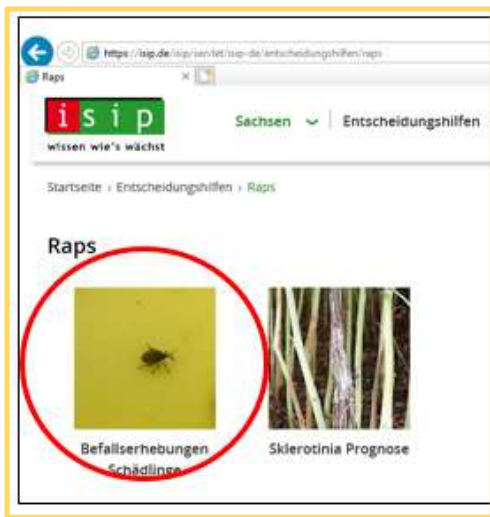 https://isip.de/isip/servlet/isip-de/entscheidungshilfen/raps
Raps
isip
wissen wie's wächst
Sachsen
Entscheidungshilfen
Startseite › Entscheidungshilfen › Raps
Raps
Befallserhebungen
Schädlinge
Sklerotinia Prognose